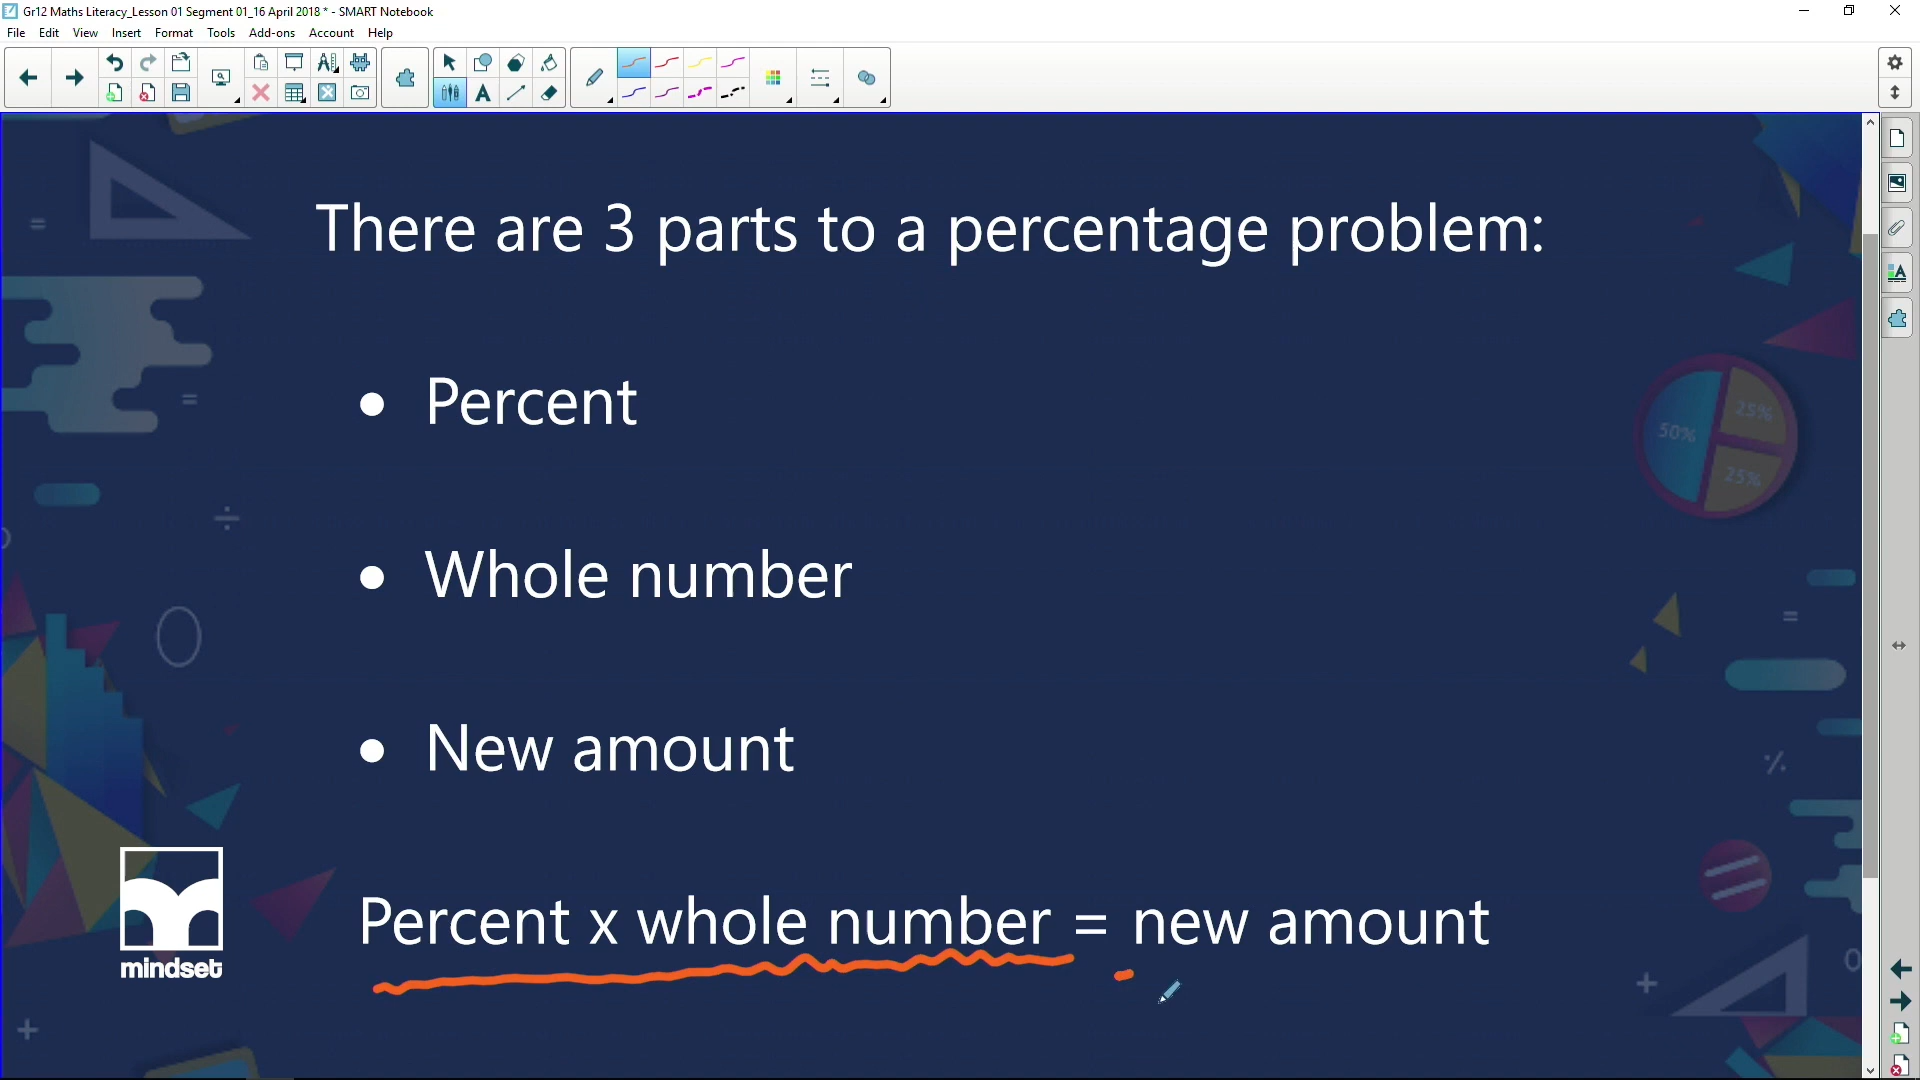 Gr12 Maths Literacy_Lesson 01 Segment 01_16 April 2018 * - SMART Notebook
File Edit View Insert Format Tools Add-ons Account Help
There are 3 parts to a percentage problem:
• Percent
50% 25%
25%
• Whole number
• New amount
Percent x whole number = new amount
mindset